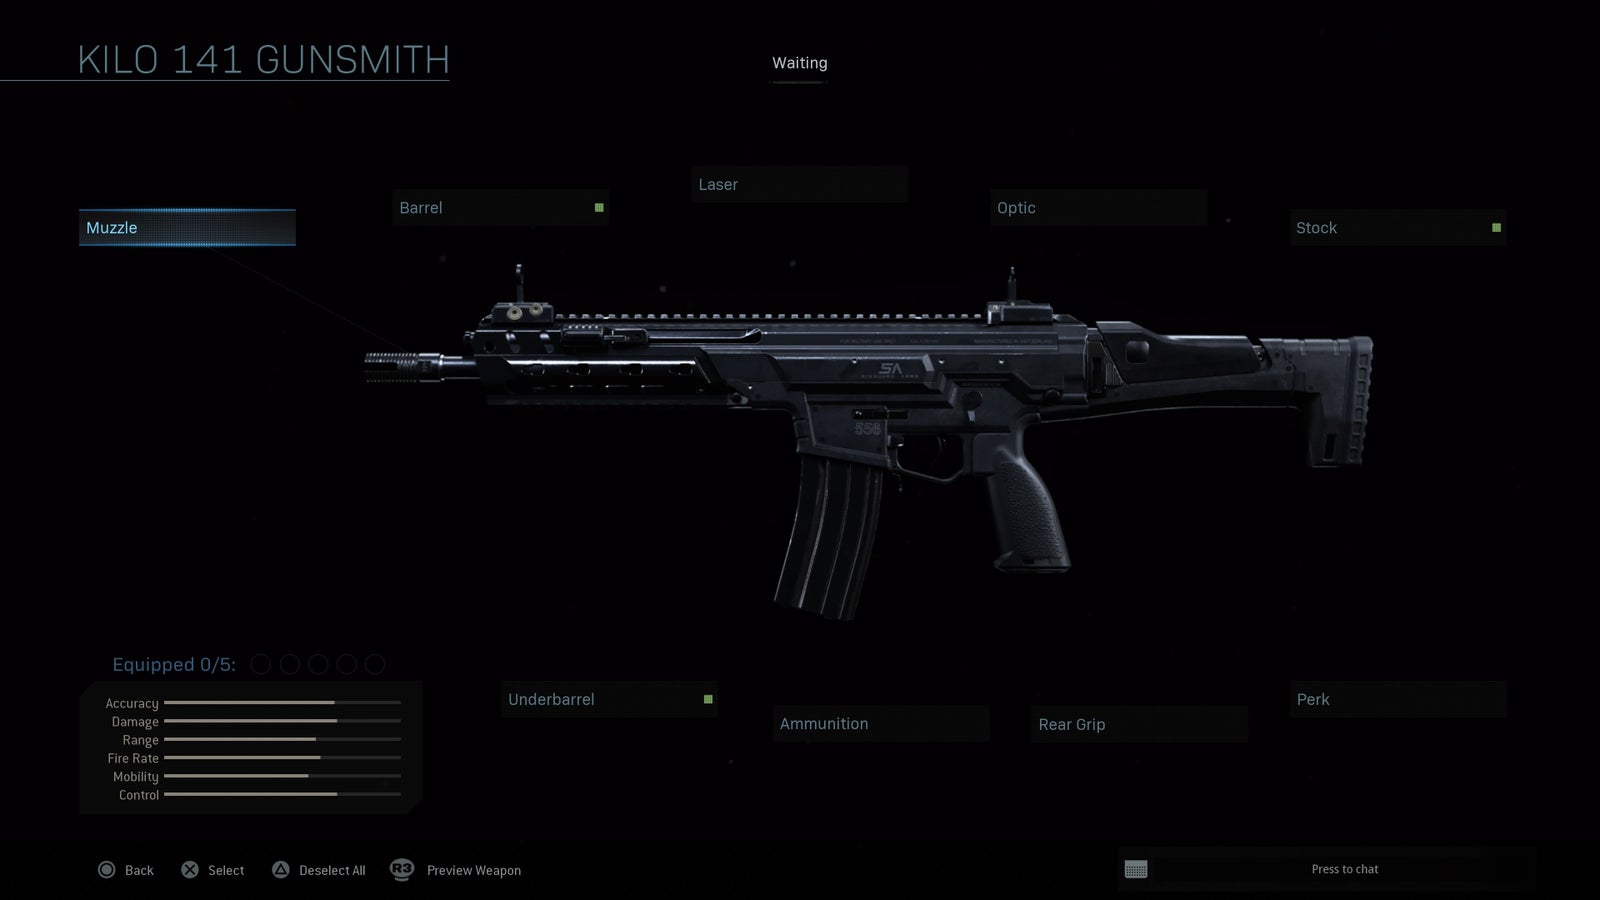 KILO 141 GUNSMITH
Waiting
Laser
Barrel
Optic
Muzzle
Stock
SA
556
Equipped 0/5:
Accuracy
Damage
Range
Fire Rate
Mobility
Control
Underbarrel
Perk
Ammunition
Rear Grip
Back
Select
Deselect All
R3
Preview Weapon
Press to chat